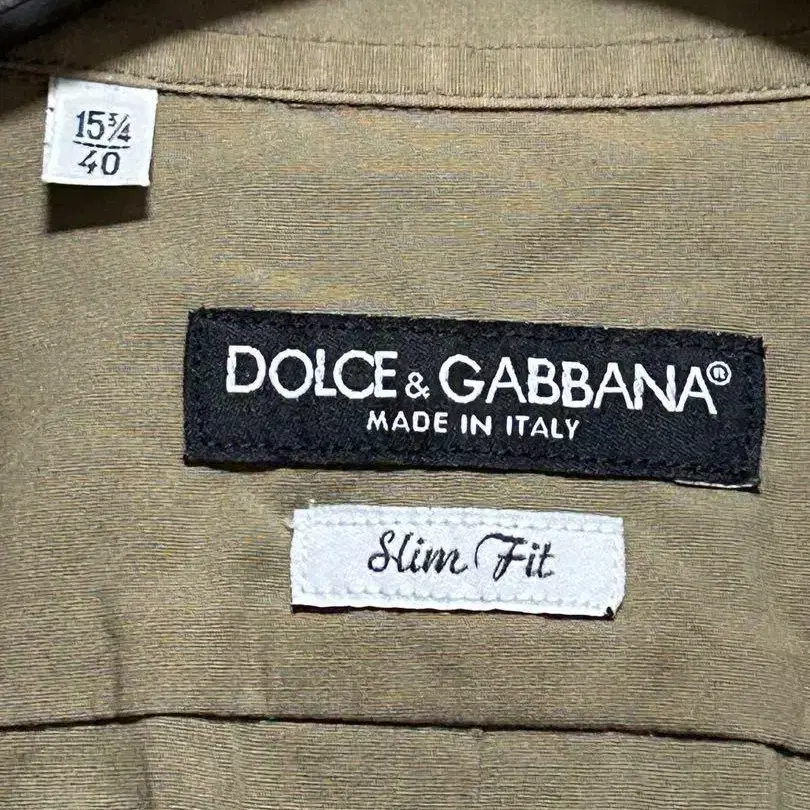 15¾
40
DOLCE & GABBANA®
MADE IN ITALY
Slim Fit